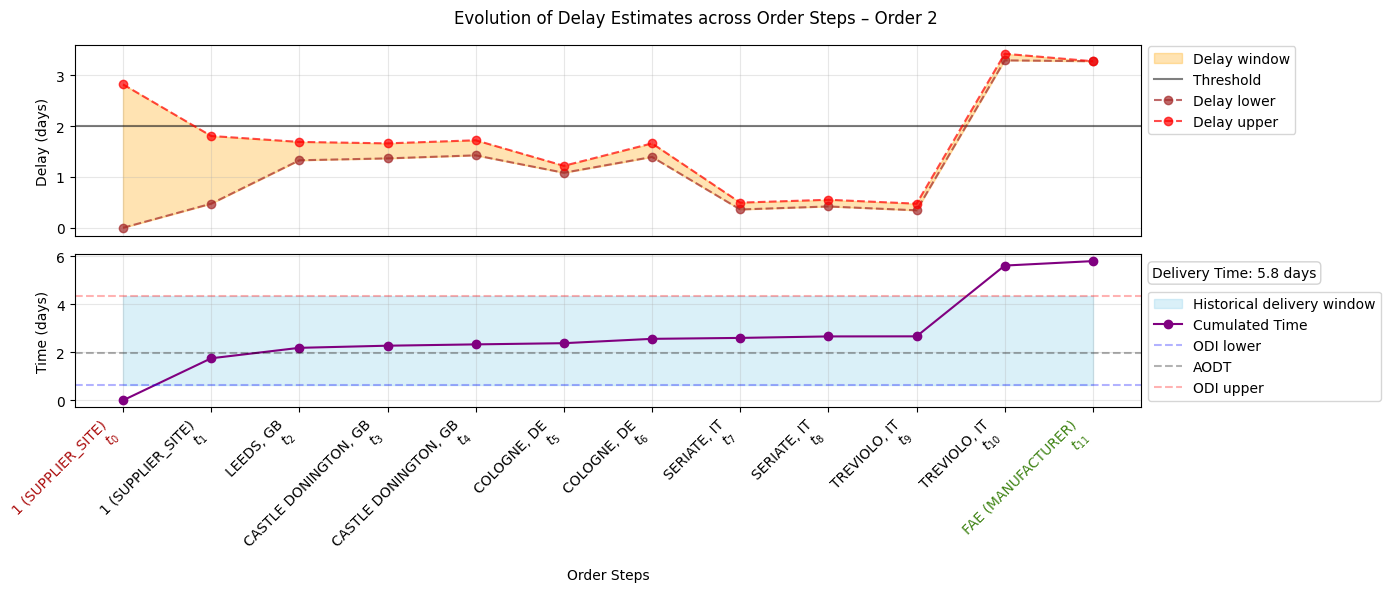 Evolution of Delay Estimates across Order Steps – Order 2
Delay (days)
3
2
1
0
Delay window
Threshold
Delay lower
Delay upper
Time (days)
6
4
2
0
Delivery Time: 5.8 days
Historical delivery window
Cumulated Time
ODI lower
AODT
ODI upper
1 (SUPPLIER_SITE)
t0
1 (SUPPLIER_SITE)
t1
LEEDS, GB
t2
CASTLE DONINGTON, GB
t3
CASTLE DONINGTON, GB
t4
COLOGNE, DE
t5
COLOGNE, DE
t6
SERIATE, IT
t7
SERIATE, IT
t8
TREVIOLO, IT
t9
TREVIOLO, IT
t10
FAE (MANUFACTURER)
t11
Order Steps